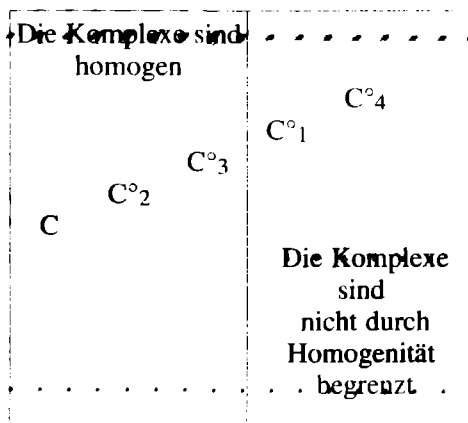 Die Komplexe sind
homogen
C°4
C°1
C°3
C°2
C
Die Komplexe
sind
nicht durch
Homogenität
begrenzt